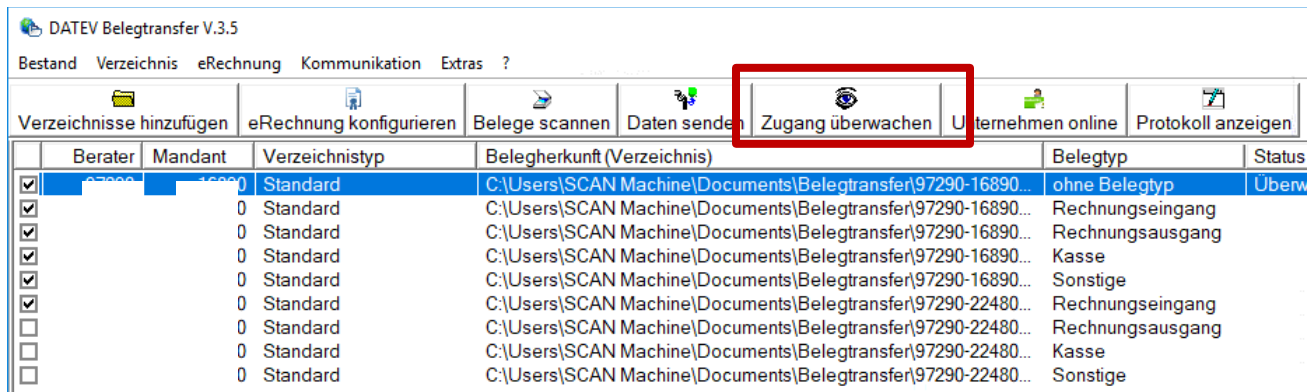 DATEV Belegtransfer V.3.5
Bestand Verzeichnis eRechnung Kommunikation Extras ?
Verzeichnisse hinzufügen eRechnung konfigurieren Belege scannen Daten senden Zugang überwachen Unternehmen online Protokoll anzeigen
Berater Mandant Verzeichnistyp Belegherkunft (Verzeichnis) Belegtyp Status
0 Standard C:\Users\SCAN Machine\Documents\Belegtransfer\97290-16890... ohne Belegtyp Überw
0 Standard C:\Users\SCAN Machine\Documents\Belegtransfer\97290-16890... Rechnungseingang
0 Standard C:\Users\SCAN Machine\Documents\Belegtransfer\97290-16890... Rechnungsausgang
0 Standard C:\Users\SCAN Machine\Documents\Belegtransfer\97290-16890... Kasse
0 Standard C:\Users\SCAN Machine\Documents\Belegtransfer\97290-16890... Sonstige
0 Standard C:\Users\SCAN Machine\Documents\Belegtransfer\97290-22480... Rechnungseingang
0 Standard C:\Users\SCAN Machine\Documents\Belegtransfer\97290-22480... Rechnungsausgang
0 Standard C:\Users\SCAN Machine\Documents\Belegtransfer\97290-22480... Kasse
0 Standard C:\Users\SCAN Machine\Documents\Belegtransfer\97290-22480... Sonstige